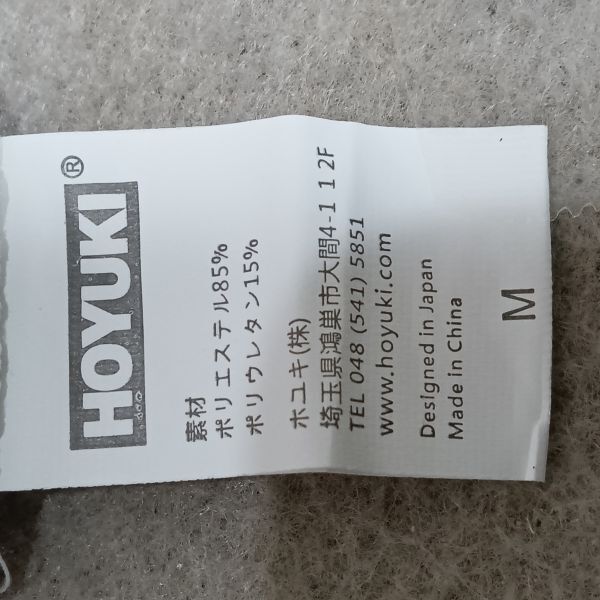 HOYUKI®
素材
ポリエステル85%
ポリウレタン15%
ホユキ(株)
埼玉県鴻巣市大間4-1 1 2F
TEL 048 (541) 5851
www.hoyuki.com
Designed in Japan
Made in China
M